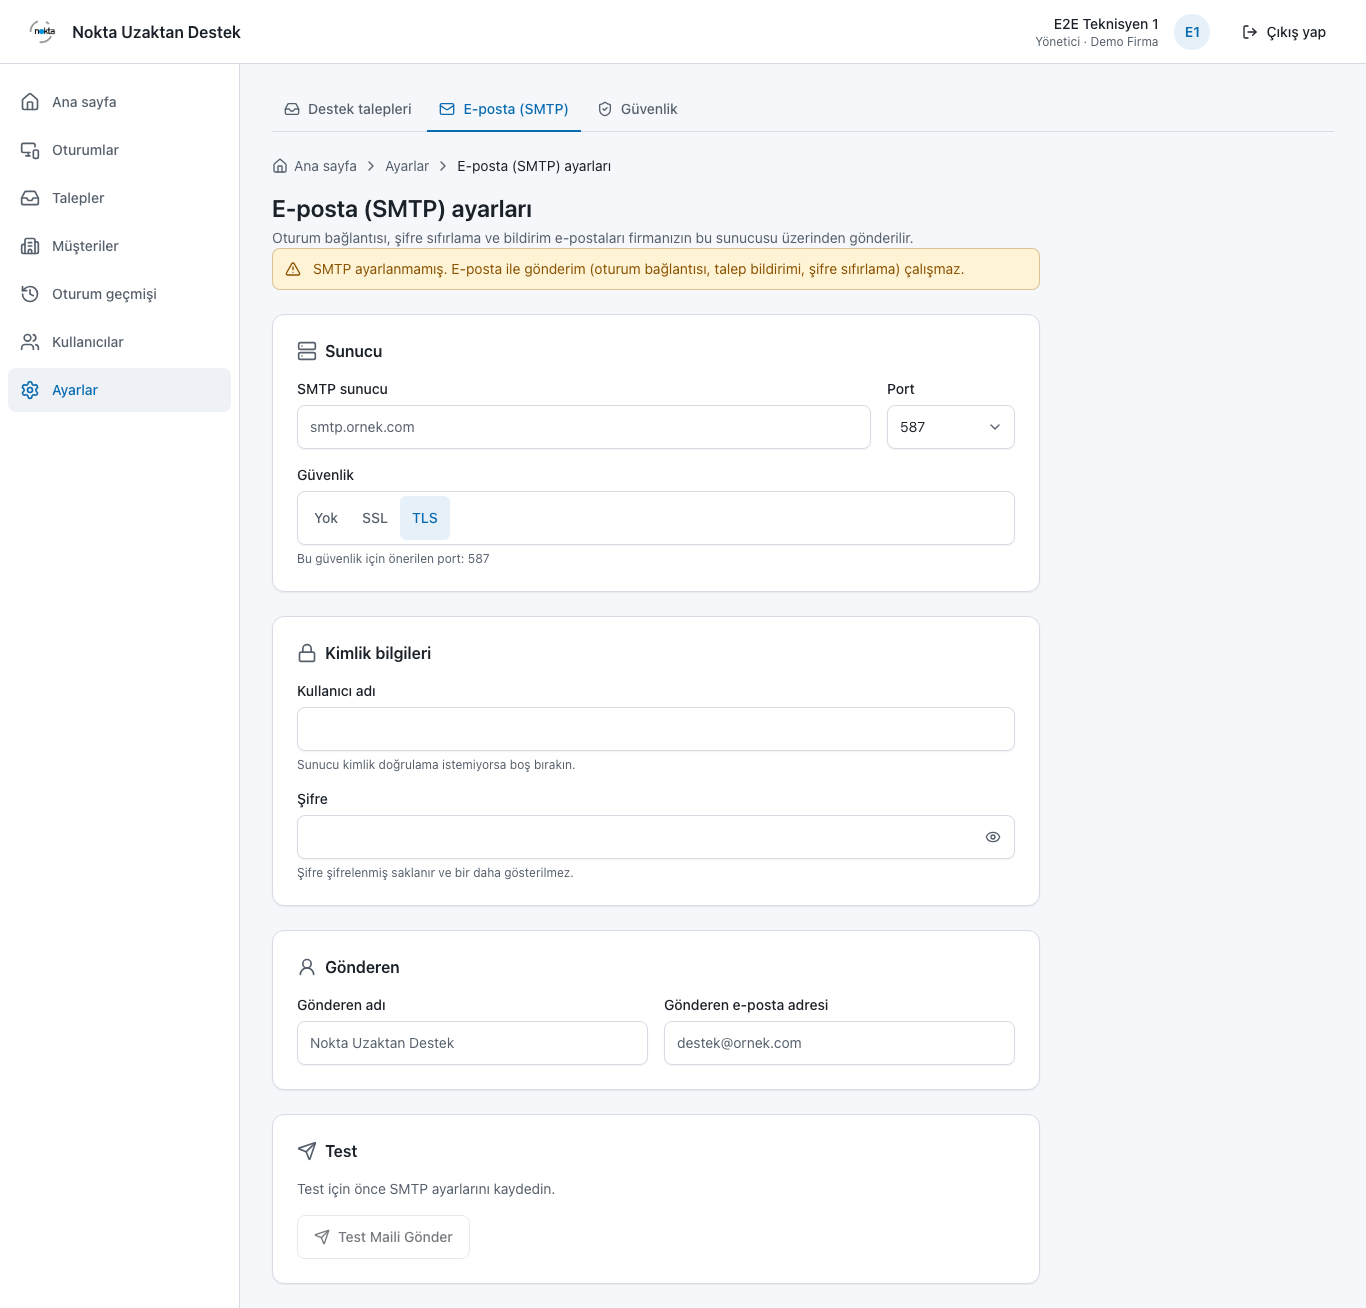 nokta
Nokta Uzaktan Destek
E2E Teknisyen 1
Yönetici · Demo Firma
E1
Çıkış yap
Ana sayfa
Oturumlar
Talepler
Müşteriler
Oturum geçmişi
Kullanıcılar
Ayarlar
Destek talepleri
E-posta (SMTP)
Güvenlik
Ana sayfa
Ayarlar
E-posta (SMTP) ayarları
E-posta (SMTP) ayarları
Oturum bağlantısı, şifre sıfırlama ve bildirim e-postaları firmanızın bu sunucusu üzerinden gönderilir.
SMTP ayarlanmamış. E-posta ile gönderim (oturum bağlantısı, talep bildirimi, şifre sıfırlama) çalışmaz.
Sunucu
SMTP sunucu
Port
smtp.ornek.com
587
Güvenlik
Yok
SSL
TLS
Bu güvenlik için önerilen port: 587
Kimlik bilgileri
Kullanıcı adı
Sunucu kimlik doğrulama istemiyorsa boş bırakın.
Şifre
Şifre şifrelenmiş saklanır ve bir daha gösterilmez.
Gönderen
Gönderen adı
Gönderen e-posta adresi
Nokta Uzaktan Destek
destek@ornek.com
Test
Test için önce SMTP ayarlarını kaydedin.
Test Maili Gönder